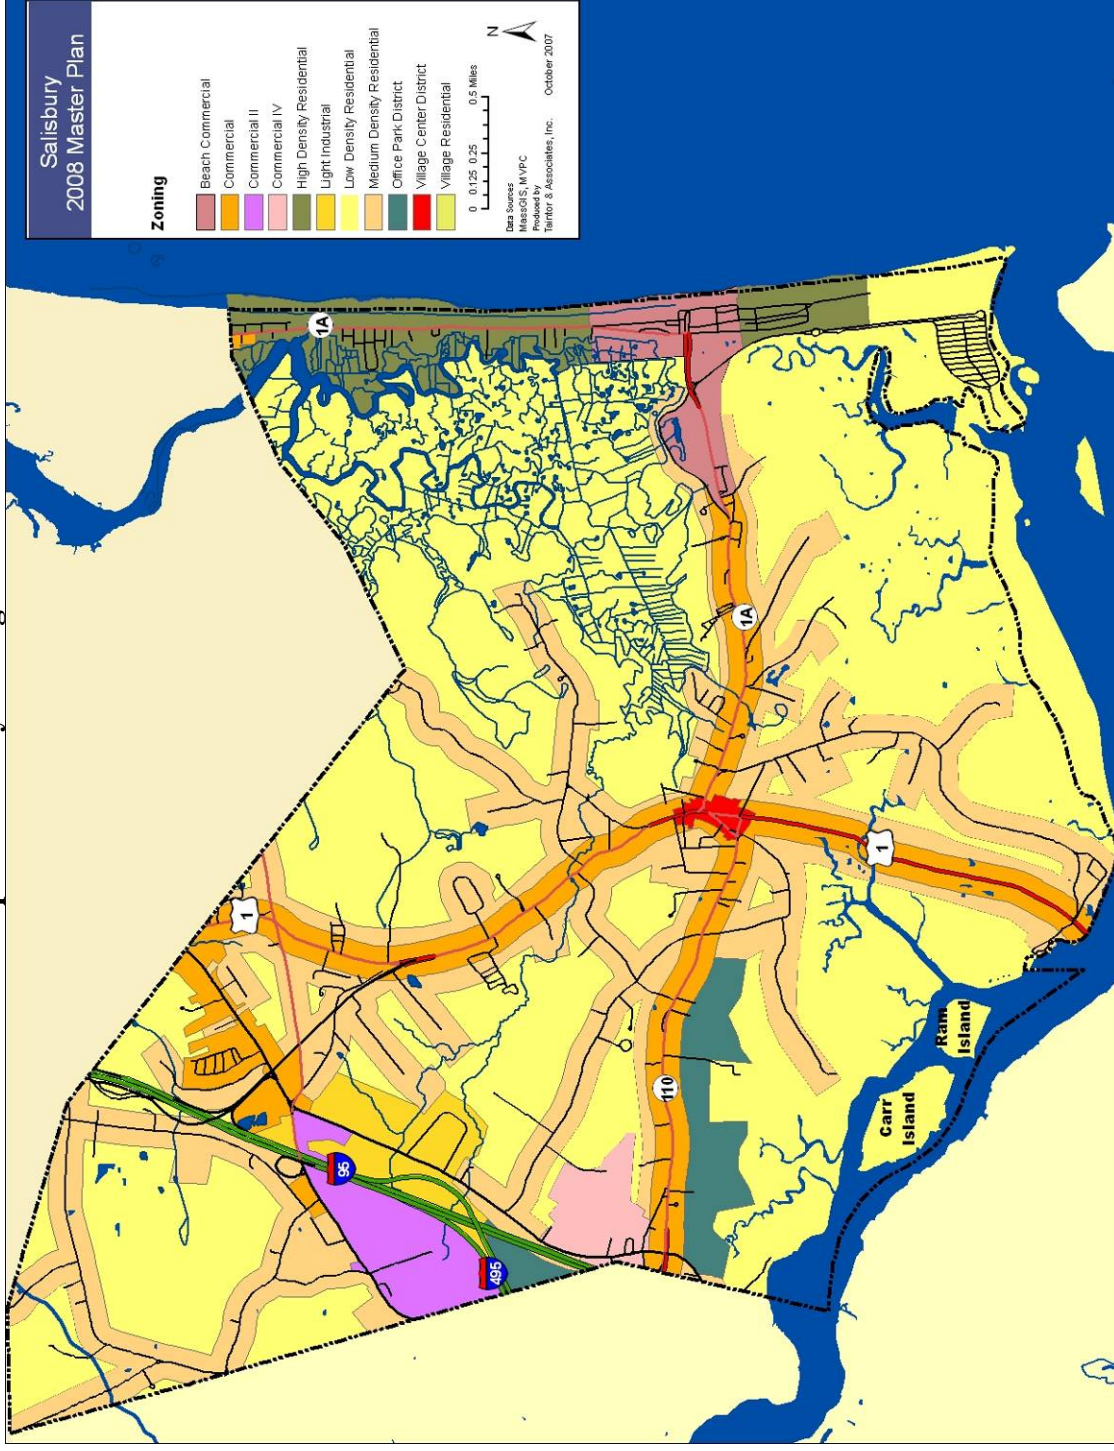 Salisbury
2008 Master Plan
Zoning
Beach Commercial
Commercial
Commercial II
Commercial IV
High Density Residential
Light Industrial
Low Density Residential
Medium Density Residential
Office Park District
Village Center District
Village Residential
0 0.125 0.25 0.5 Miles
N
Data Sources
MassGIS, MVPC
Produced by
Taintor & Associates, Inc.
October 2007
1A
1
95
495
110
1A
1
Carr
Island
Ram
Island